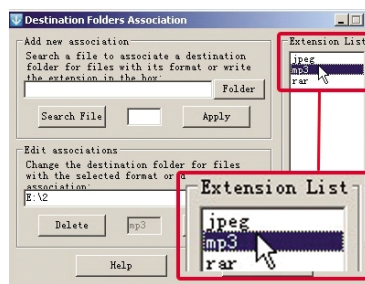 Destination Folders Association
Add new association
Search a file to associate a destination
folder for files with its format or write
the extension in the box:
Folder
Search File
Apply
Edit associations
Change the destination folder for files
with the selected format or d
association:
E:\2
Delete
mp3
Help
Extension List
jpeg
mp3
rar
Extension List
jpeg
mp3
rar